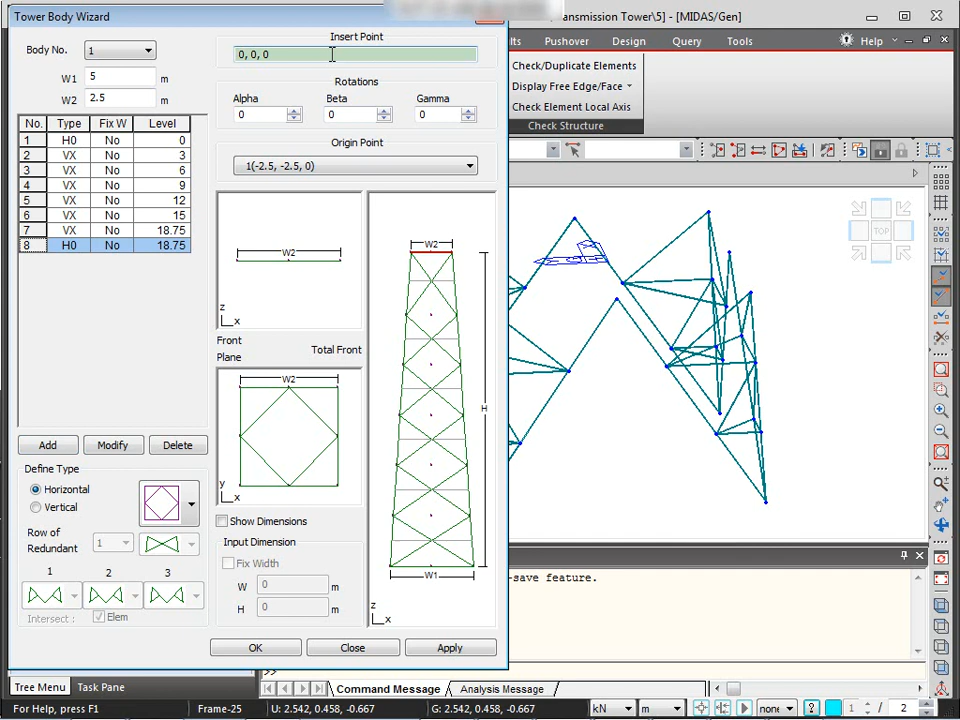 Tower Body Wizard
ansmission Tower\5] - [MIDAS/Gen]
Body No. 1
Insert Point
lts Pushover Design Query Tools Help
0, 0, 0
W1 5 m
W2 2.5 m
Rotations
Alpha Beta Gamma
0 0 0
Check/Duplicate Elements
Display Free Edge/Face
Check Element Local Axis
Check Structure
No. Type Fix W Level
1 H0 No 0
2 VX No 3
3 VX No 6
4 VX No 9
5 VX No 12
6 VX No 15
7 VX No 18.75
8 H0 No 18.75
Origin Point
1(-2.5, -2.5, 0)
TOP
W2
z
x
Front
Plane
Total Front
W2
H
W1
z
x
W2
y
x
Add Modify Delete
Define Type
Horizontal
Vertical
Row of
Redundant
1
1 2 3
Intersect : Elem
Show Dimensions
Input Dimension
Fix Width
W 0 m
H 0 m
OK Close Apply
-save feature.
>>
Tree Menu Task Pane
Command Message Analysis Message
For Help, press F1 Frame-25 U: 2.542, 0.458, -0.667 G: 2.542, 0.458, -0.667 kN m none ? 1 / 2